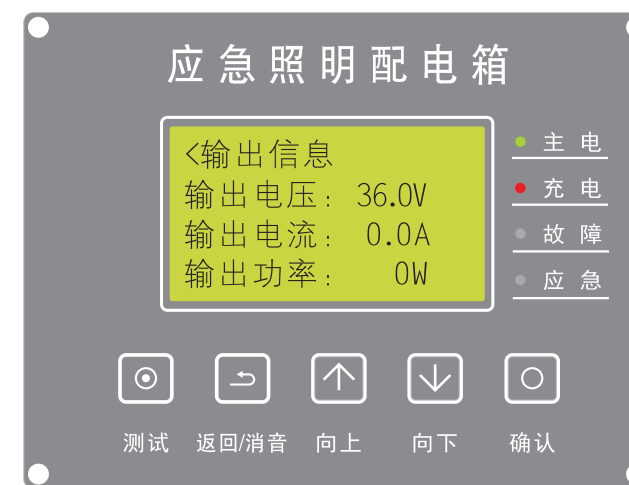 应急照明配电箱
<输出信息
输出电压: 36.0V
输出电流: 0.0A
输出功率: 0W
主电
充电
故障
应急
测试 返回/消音 向上 向下 确认